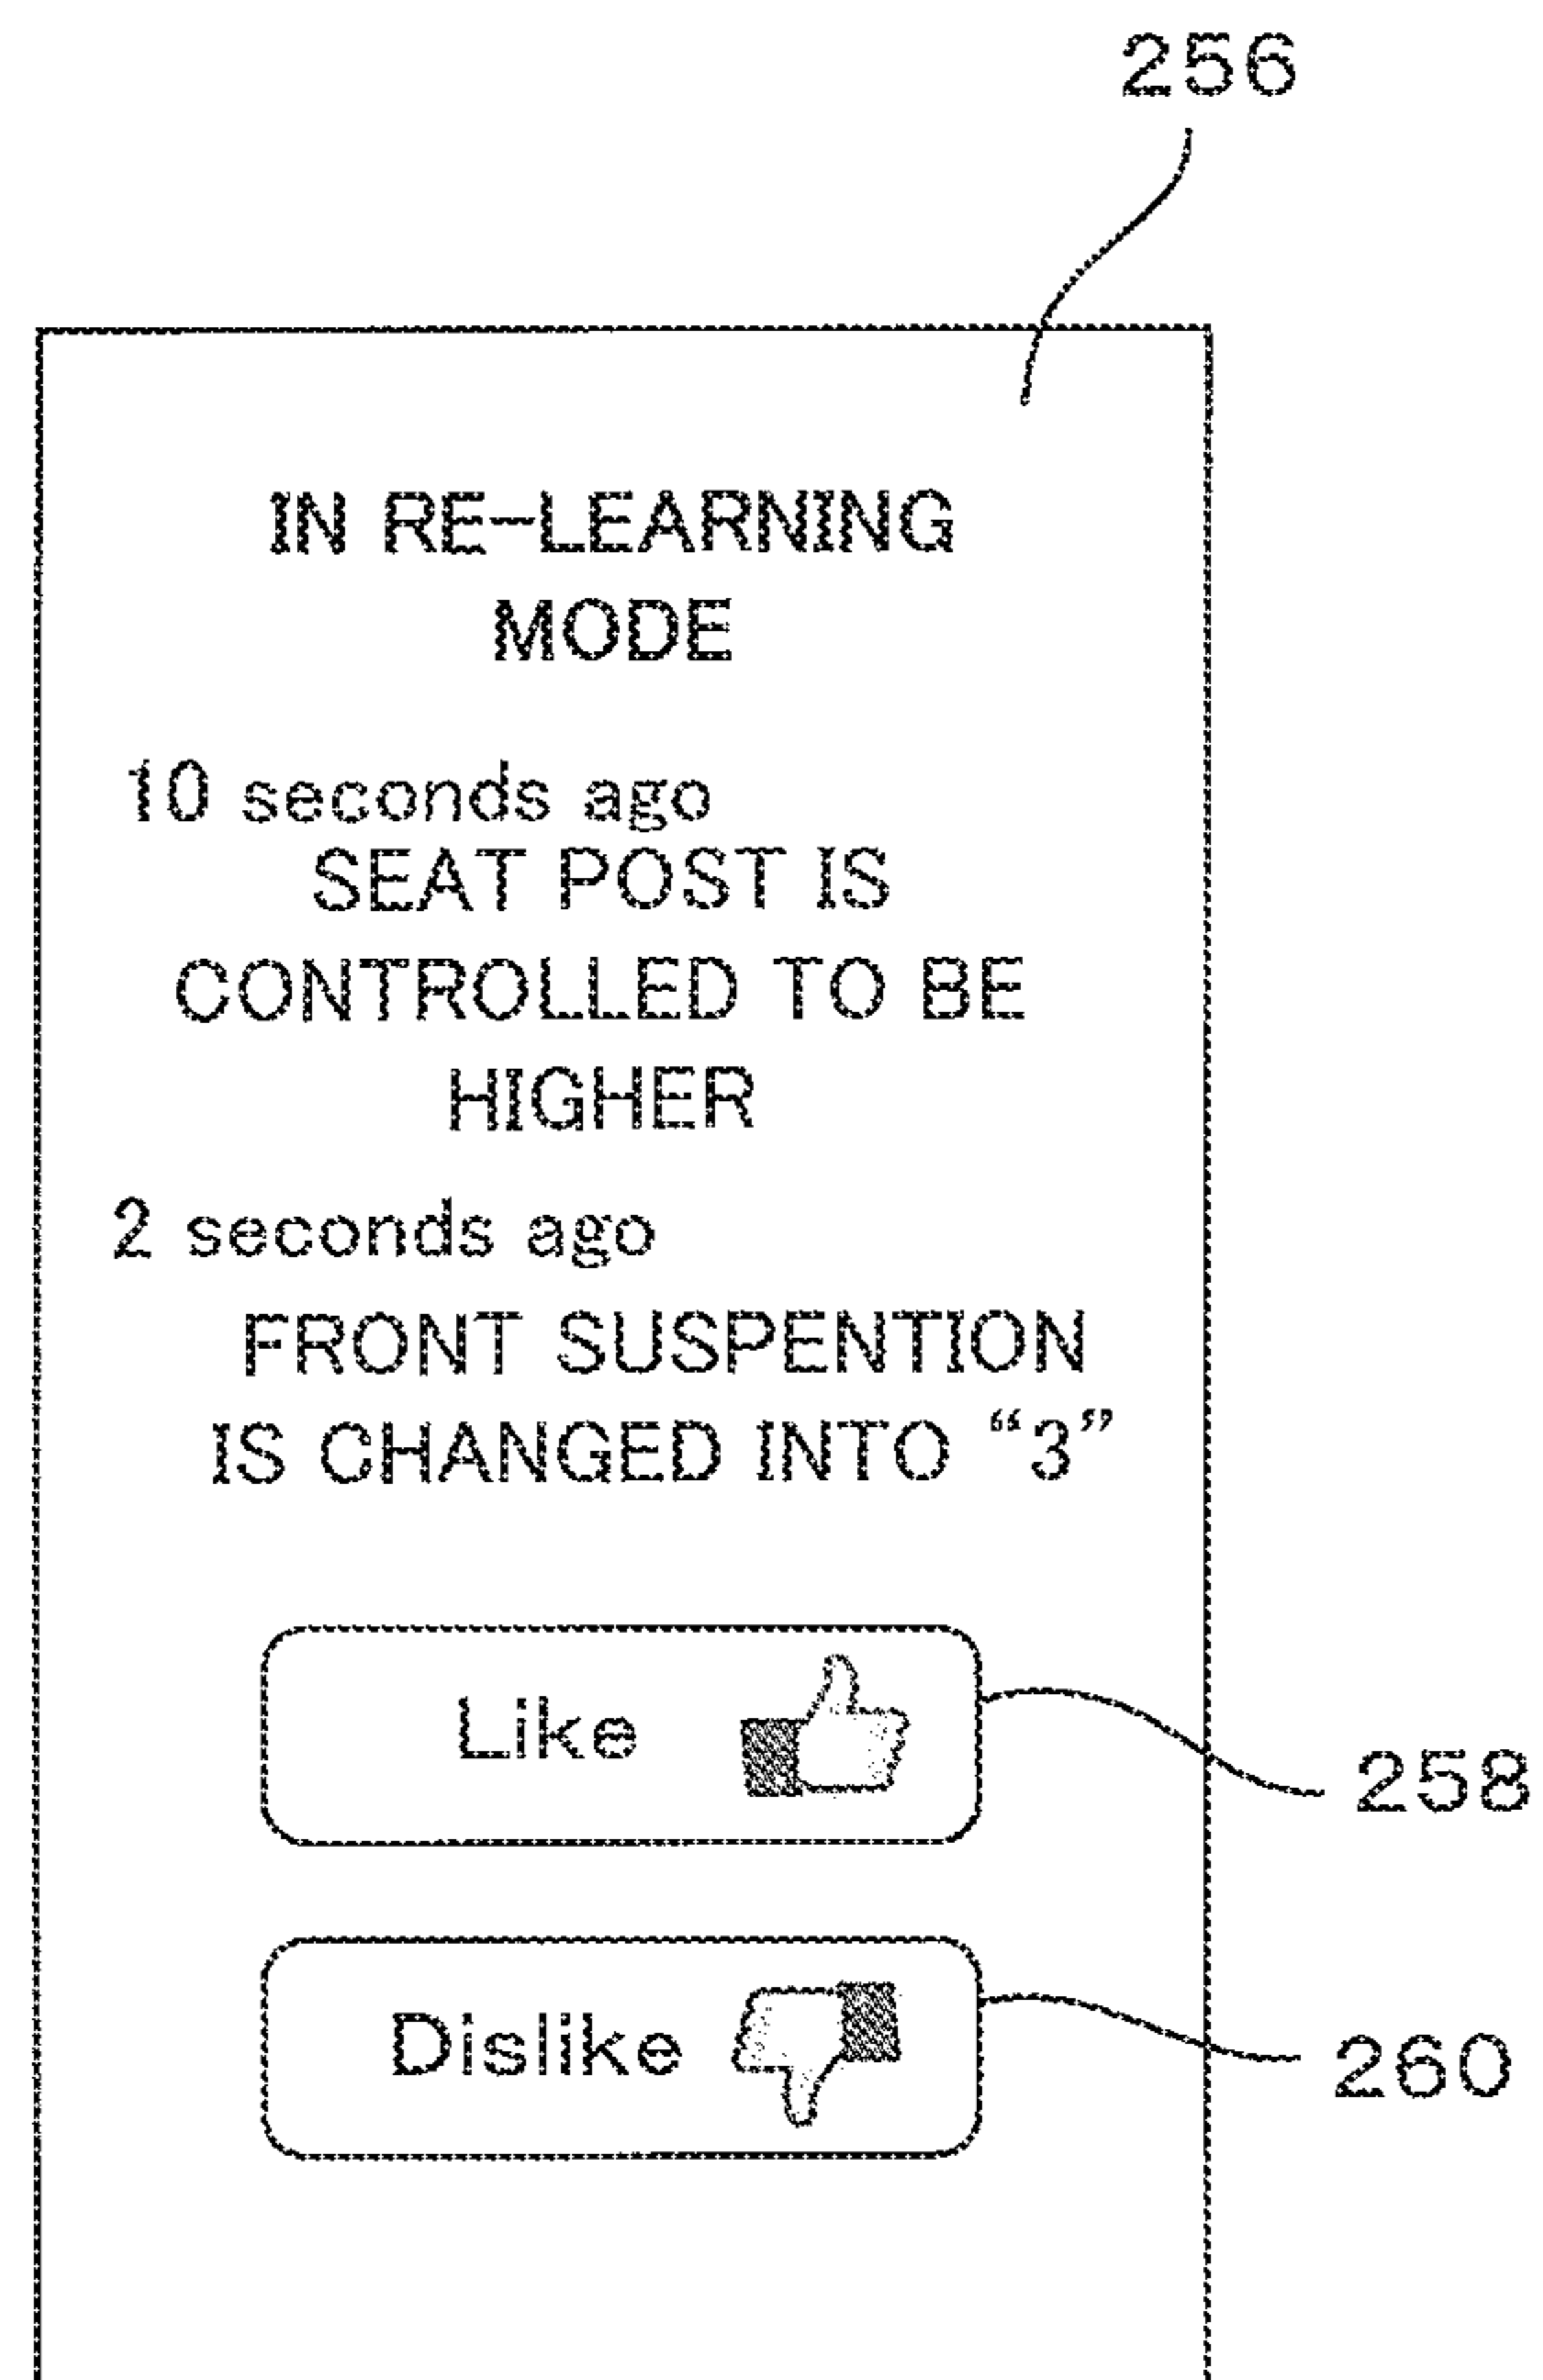 256
IN RE-LEARNING
MODE
10 seconds ago
SEAT POST IS
CONTROLLED TO BE
HIGHER
2 seconds ago
FRONT SUSPENTION
IS CHANGED INTO “3”
Like
258
Dislike
260